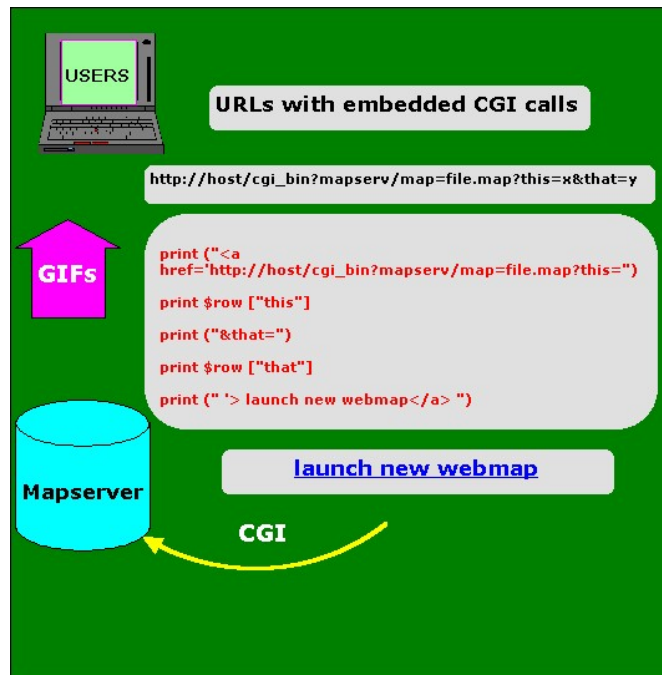 USERS
URLs with embedded CGI calls
http://host/cgi_bin?mapserv/map=file.map?this=x&that=y
GIFs
print ("<a
href='http://host/cgi_bin?mapserv/map=file.map?this=")
print $row ["this"]
print ("&that=")
print $row ["that"]
print (" '> launch new webmap</a> ")
launch new webmap
Mapserver
CGI